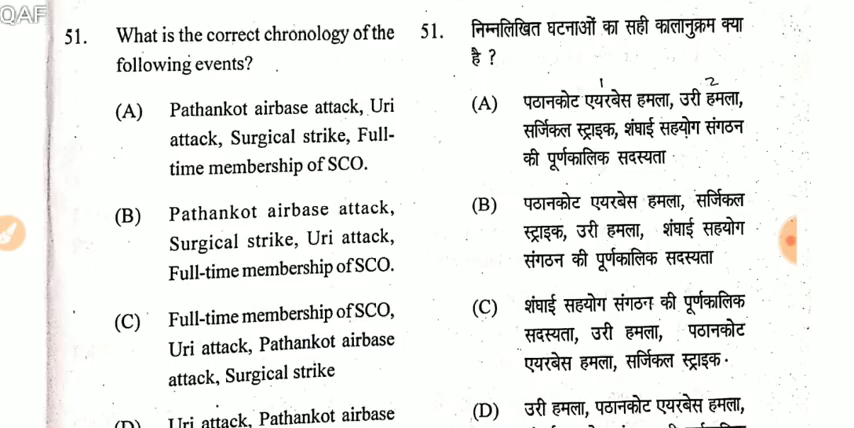 QAF
51. What is the correct chronology of the
following events?
(A) Pathankot airbase attack, Uri
attack, Surgical strike, Full-
time membership of SCO.
(B) Pathankot airbase attack,
Surgical strike, Uri attack,
Full-time membership of SCO.
(C) Full-time membership of SCO,
Uri attack, Pathankot airbase
attack, Surgical strike
(D) Uri attack, Pathankot airbase
51. निम्नलिखित घटनाओं का सही कालानुक्रम क्या
है ?
1 2
(A) पठानकोट एयरबेस हमला, उरी हमला,
सर्जिकल स्ट्राइक, शंघाई सहयोग संगठन
की पूर्णकालिक सदस्यता
(B) पठानकोट एयरबेस हमला, सर्जिकल
स्ट्राइक, उरी हमला, शंघाई सहयोग
संगठन की पूर्णकालिक सदस्यता
(C) शंघाई सहयोग संगठन की पूर्णकालिक
सदस्यता, उरी हमला, पठानकोट
एयरबेस हमला, सर्जिकल स्ट्राइक
(D) उरी हमला, पठानकोट एयरबेस हमला,